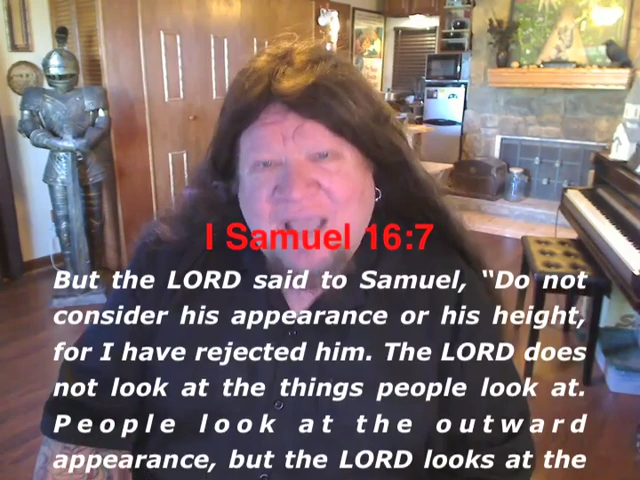 I Samuel 16:7
But the LORD said to Samuel, “Do not
consider his appearance or his height,
for I have rejected him. The LORD does
not look at the things people look at.
People look at the outward
appearance, but the LORD looks at the